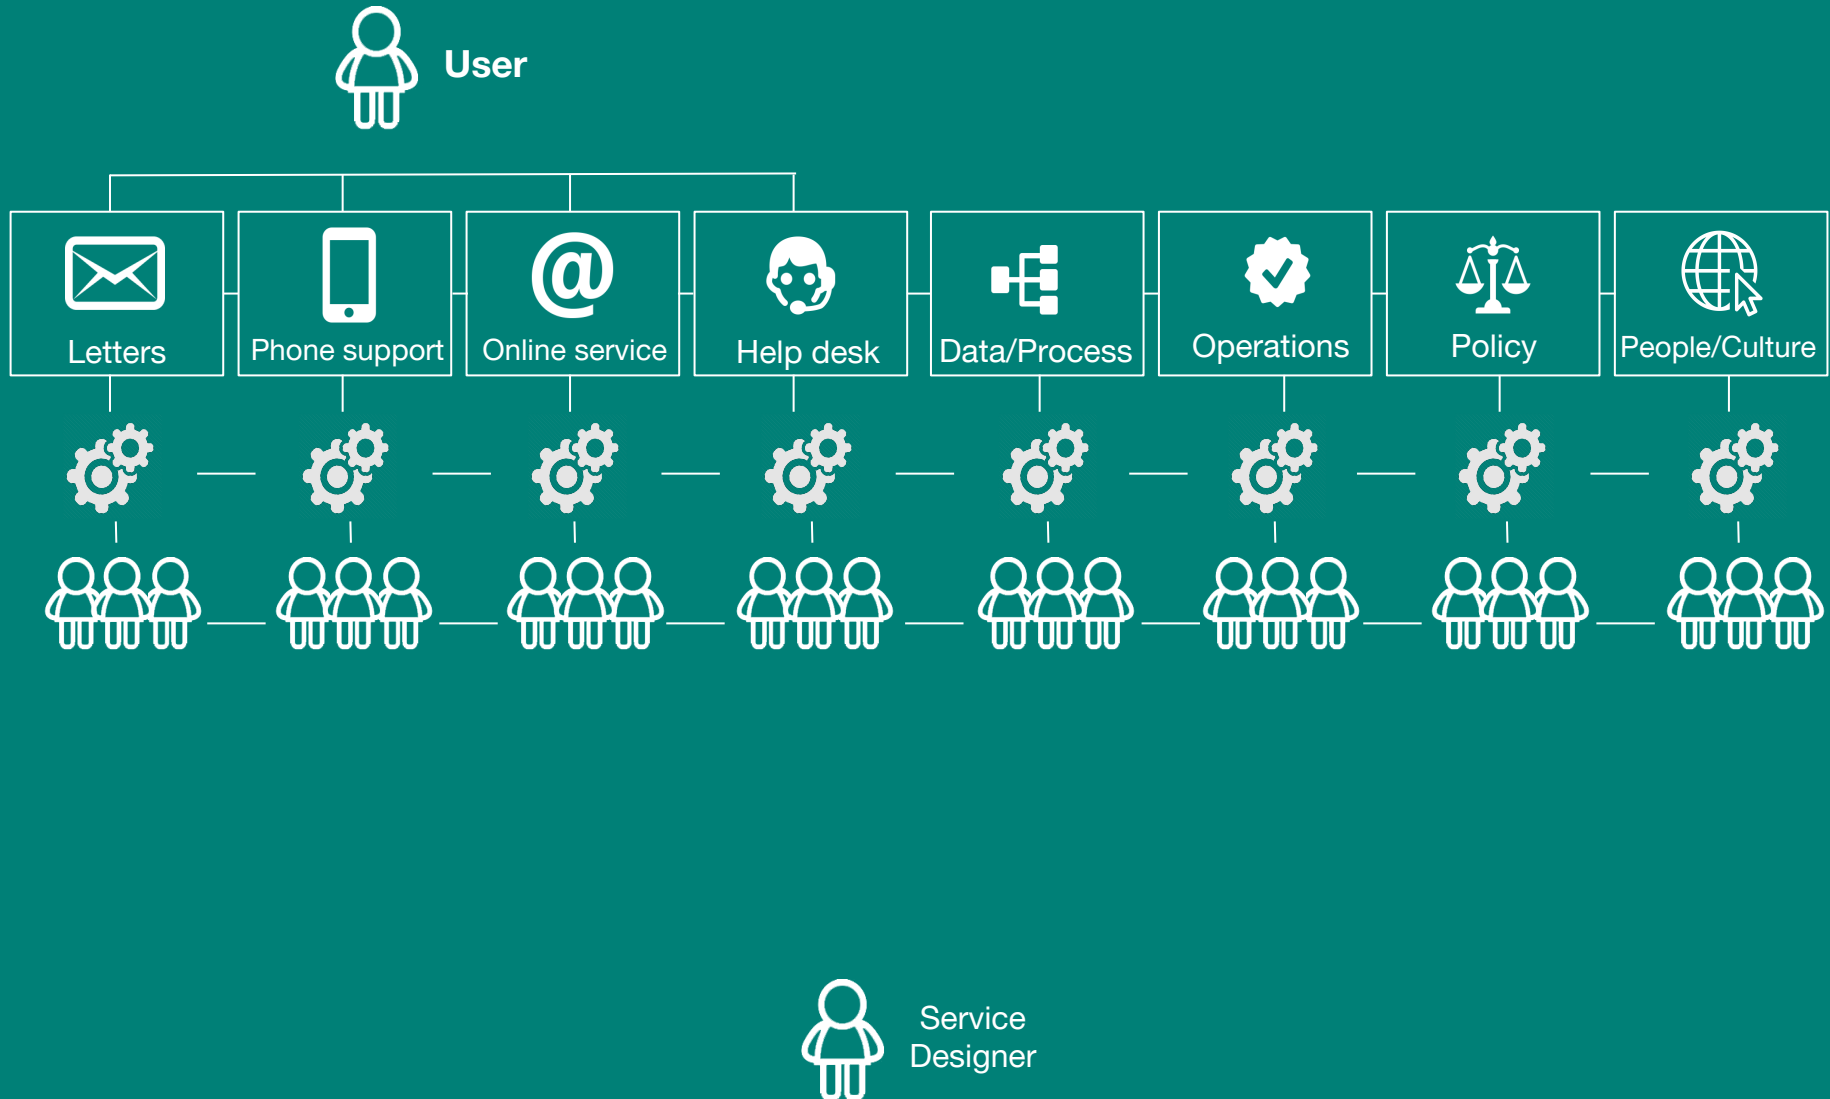 User
Letters
Phone support
Online service
Help desk
Data/Process
Operations
Policy
People/Culture
Service
Designer